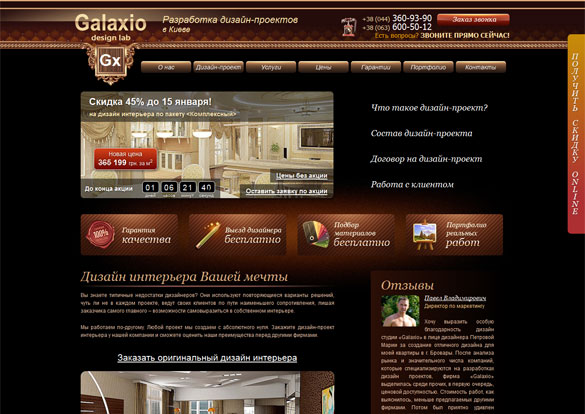 Galaxio
design lab
Gx
Разработка дизайн-проектов
в Киеве
+38 (044) 360-93-90
+38 (063) 600-50-12
Заказ звонка
Есть вопросы? ЗВОНИТЕ ПРЯМО СЕЙЧАС!
О нас Дизайн-проект Услуги Цены Гарантии Портфолио Контакты
ПОЛУЧИТЬ СКИДКУ ONLINE
Скидка 45% до 15 января!
на дизайн интерьера по пакету «Комплексный»
Новая цена
199 грн. за м²
До конца акции 01 06 21 40
Цены без акции
Оставить заявку по акции
Что такое дизайн-проект?
Состав дизайн-проекта
Договор на дизайн-проект
Работа с клиентом
100%
Гарантия
качества
Выезд дизайнера
бесплатно
Подбор
материалов
бесплатно
Портфолио
реальных
работ
Дизайн интерьера Вашей мечты
Вы знаете типичные недостатки дизайнеров? Они используют повторяющиеся варианты решений,
чуть ли не в каждом проекте, ведут своих клиентов по пути наименьшего сопротивления, лишая
заказчика самого главного – возможности самовыразиться в собственном интерьере.
Мы работаем по-другому. Любой проект мы создаем с абсолютного нуля. Закажите дизайн-проект
интерьера у нашей компании и сможете оценить наши преимущества перед другими фирмами.
Заказать оригинальный дизайн интерьера
Отзывы
Павел Владимирович
Директор по маркетингу
Хочу выразить особую
благодарность дизайн
студии «Galaxio» в лице дизайнера Петровой
Марии за создание отличного дизайна для
моей квартиры в г. Бровары. После анализа
рынка и значительного числа компаний,
которые специализируются на разработках
дизайн проектов, фирма «Galaxio»
выделилась среди прочих, в первую очередь,
ценовой доступностью. Стоимость работ, как
выяснилось, меньше предлагаемых другими
фирмами. Потом был приятно удивлен